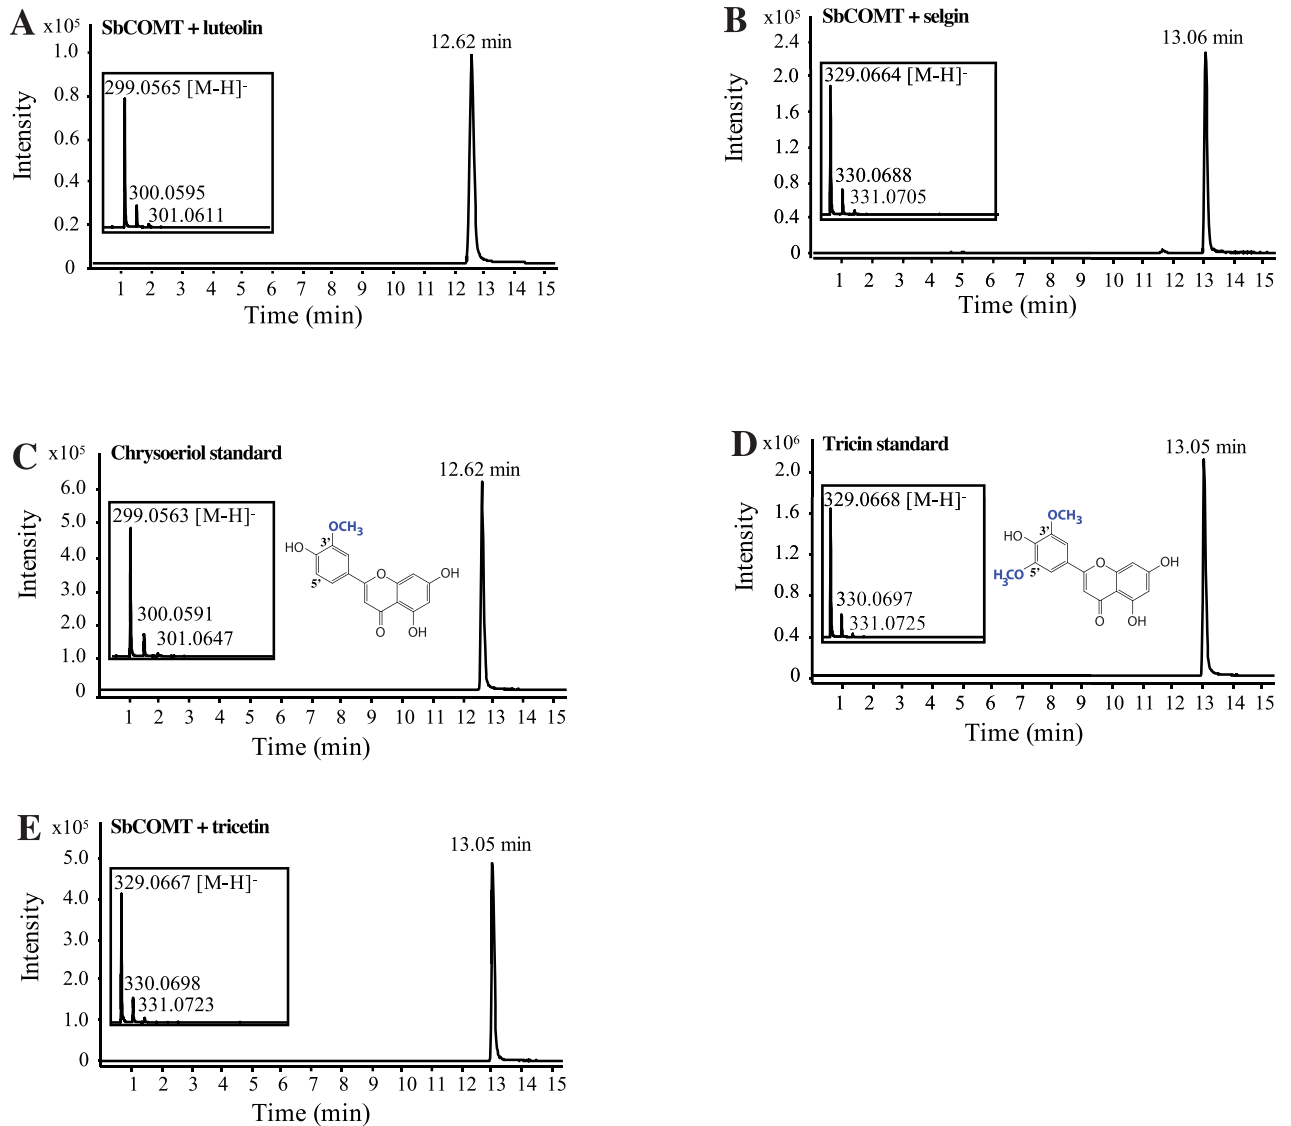 A
x10⁵
SbCOMT + luteolin
12.62 min
1.0
0.8
0.6
0.4
0.2
0
Intensity
299.0565 [M-H]⁻
300.0595
301.0611
1 2 3 4 5 6 7 8 9 10 11 12 13 14 15
Time (min)
B
x10⁵
SbCOMT + selgin
13.06 min
2.4
2.0
1.6
1.2
0.8
0.4
0
Intensity
329.0664 [M-H]⁻
330.0688
331.0705
1 2 3 4 5 6 7 8 9 10 11 12 13 14 15
Time (min)
C
x10⁵
Chrysoeriol standard
12.62 min
6.0
5.0
4.0
3.0
2.0
1.0
0
Intensity
299.0563 [M-H]⁻
300.0591
301.0647
OCH₃
3'
HO
5'
O
OH
O
OH
1 2 3 4 5 6 7 8 9 10 11 12 13 14 15
Time (min)
D
x10⁶
Tricin standard
13.05 min
2.0
1.6
1.2
0.8
0.4
0
Intensity
329.0668 [M-H]⁻
330.0697
331.0725
OCH₃
3'
HO
5'
H₃CO
O
OH
O
OH
1 2 3 4 5 6 7 8 9 10 11 12 13 14 15
Time (min)
E
x10⁵
SbCOMT + tricetin
13.05 min
5.0
4.0
3.0
2.0
1.0
0
Intensity
329.0667 [M-H]⁻
330.0698
331.0723
1 2 3 4 5 6 7 8 9 10 11 12 13 14 15
Time (min)